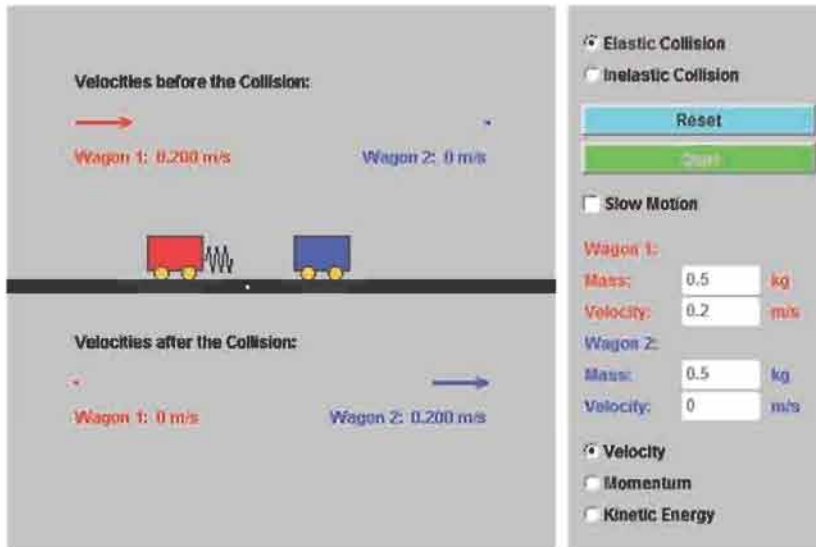 Velocities before the Collision:
Wagon 1: 0.200 m/s
Wagon 2: 0 m/s
Velocities after the Collision:
Wagon 1: 0 m/s
Wagon 2: 0.200 m/s
Elastic Collision
Inelastic Collision
Reset
Start
Slow Motion
Wagon 1:
Mass: 0.5 kg
Velocity: 0.2 m/s
Wagon 2:
Mass: 0.5 kg
Velocity: 0 m/s
Velocity
Momentum
Kinetic Energy